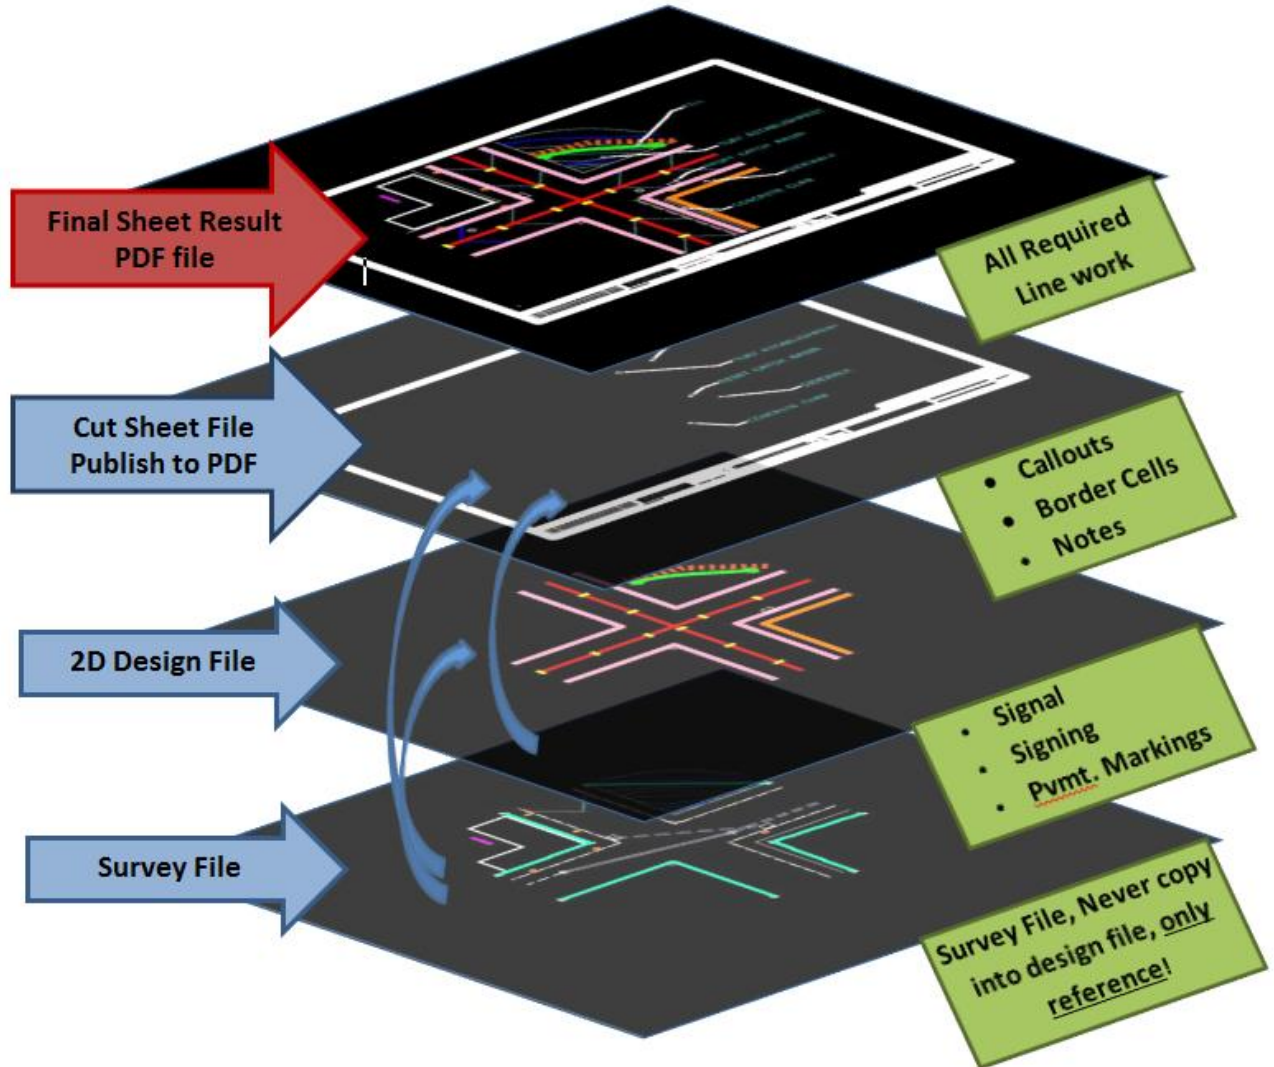 Final Sheet Result
PDF file
All Required
Line work
Cut Sheet File
Publish to PDF
• Callouts
• Border Cells
• Notes
2D Design File
• Signal
• Signing
• Pvmt. Markings
Survey File
Survey File, Never copy
into design file, only
reference!